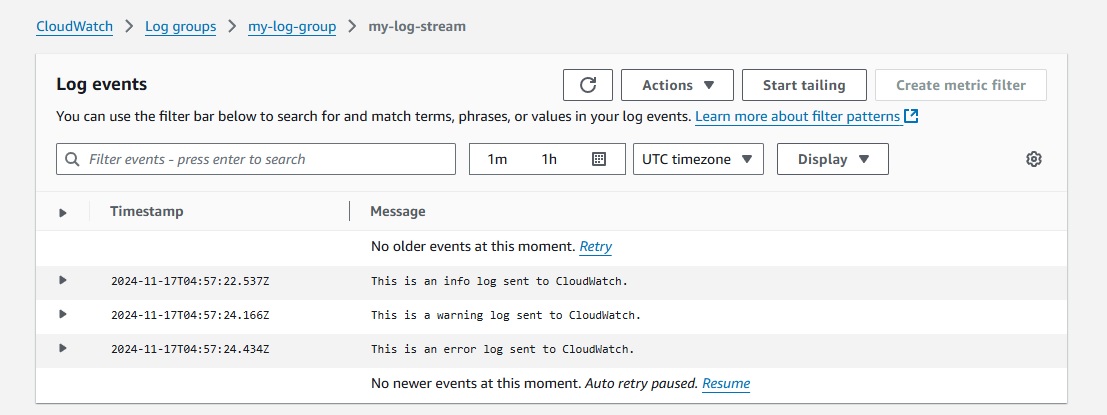 CloudWatch > Log groups > my-log-group > my-log-stream
Log events
Actions
Start tailing
Create metric filter
You can use the filter bar below to search for and match terms, phrases, or values in your log events. Learn more about filter patterns
Filter events - press enter to search
1m 1h
UTC timezone
Display
Timestamp Message
No older events at this moment. Retry
2024-11-17T04:57:22.537Z This is an info log sent to CloudWatch.
2024-11-17T04:57:24.166Z This is a warning log sent to CloudWatch.
2024-11-17T04:57:24.434Z This is an error log sent to CloudWatch.
No newer events at this moment. Auto retry paused. Resume